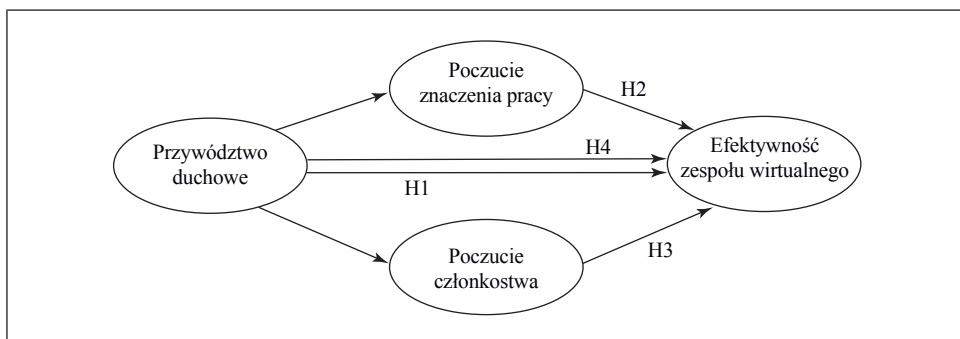 Poczucie
znaczenia pracy
H2
Przywództwo
duchowe
H4
H1
Efektywność
zespołu wirtualnego
Poczucie
członkostwa
H3